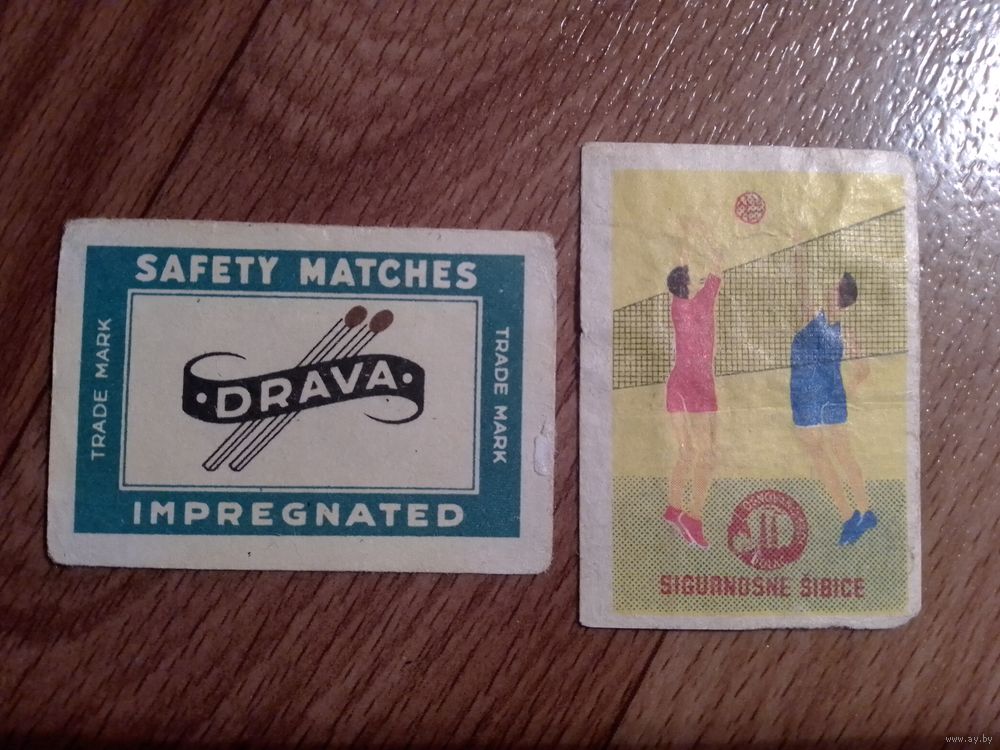 SAFETY MATCHES
TRADE MARK
·DRAVA·
TRADE MARK
IMPREGNATED
SIGURNOSNE ŠIBICE
www.ay.by